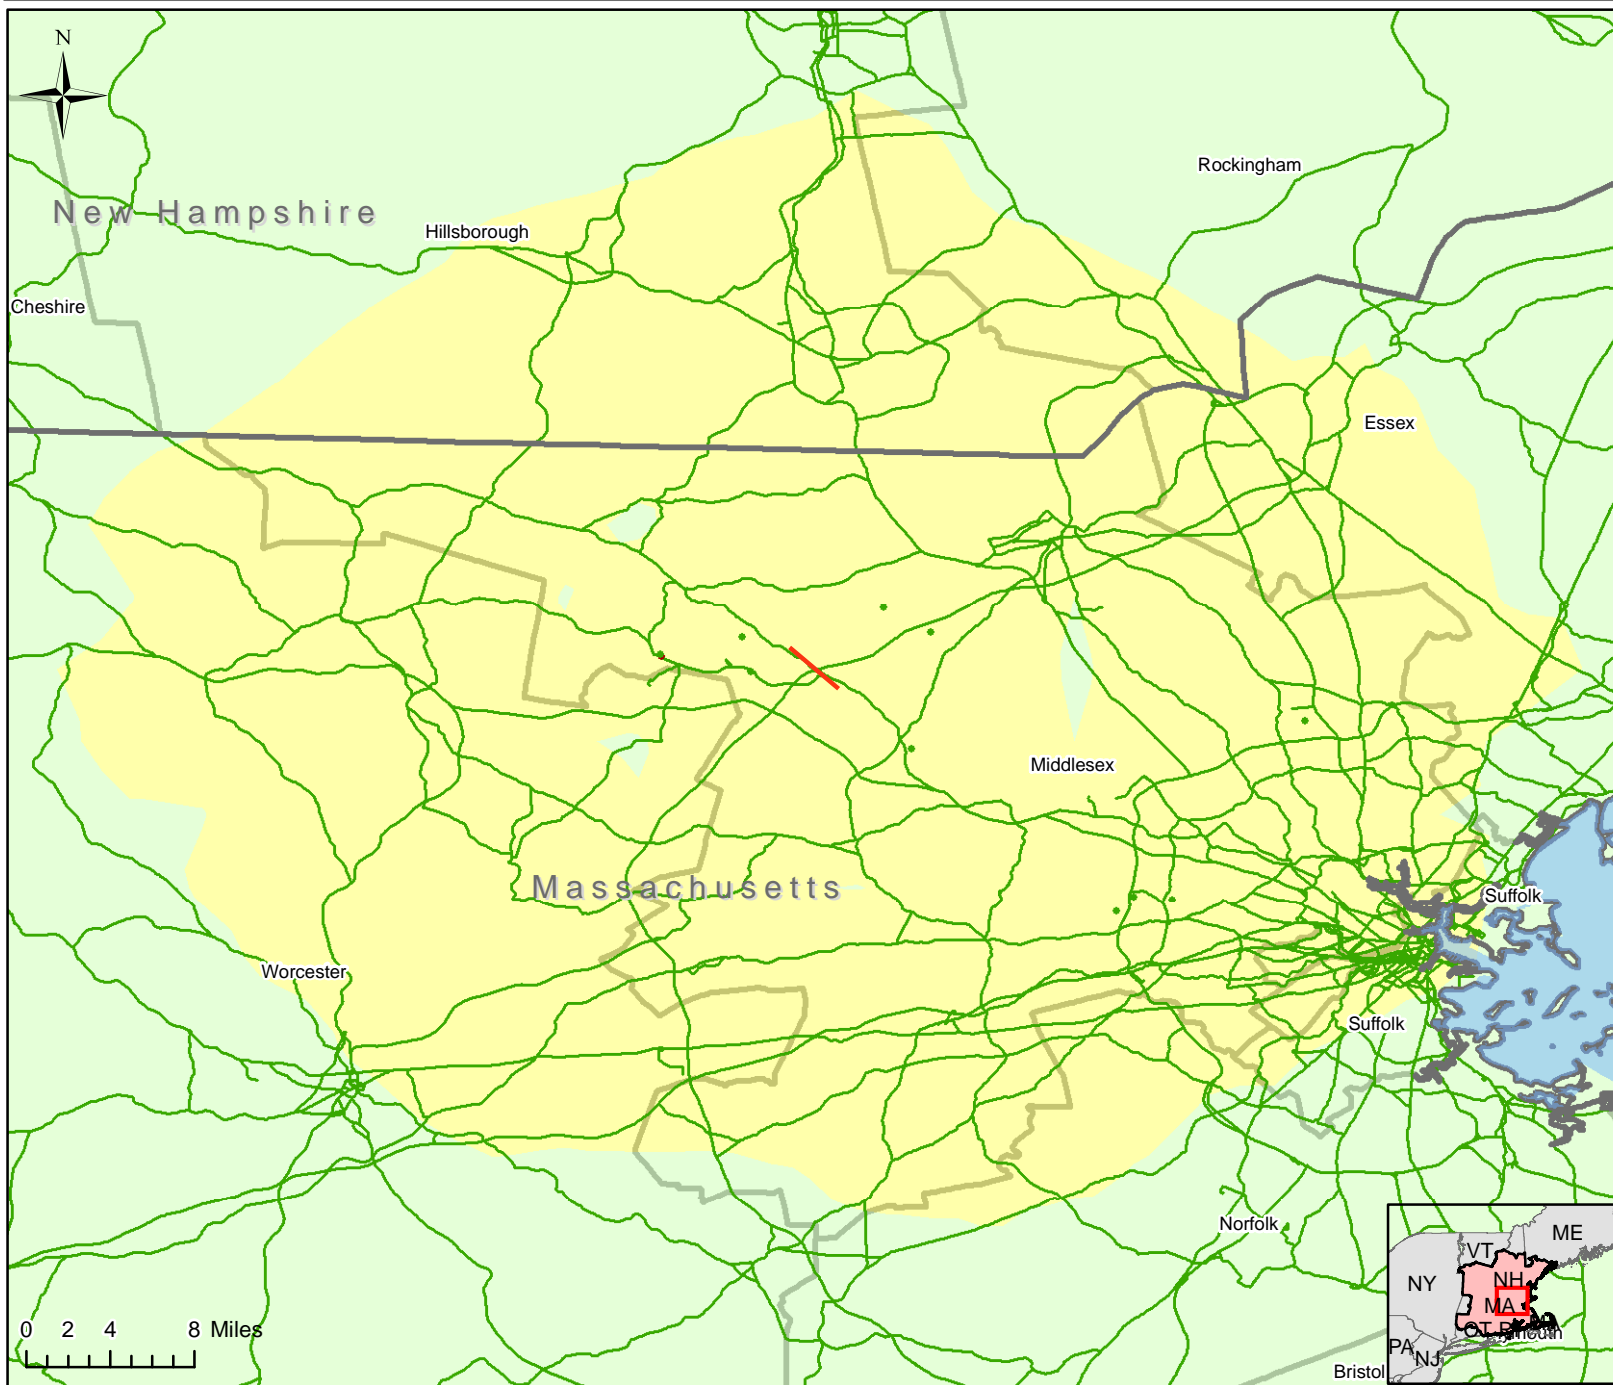 N
Rockingham
New Hampshire
Hillsborough
Cheshire
Essex
Middlesex
Massachusetts
Suffolk
Worcester
Suffolk
Norfolk
ME
VT
NY
NH
MA
CT
PA
NJ
0 2 4 8 Miles
Bristol